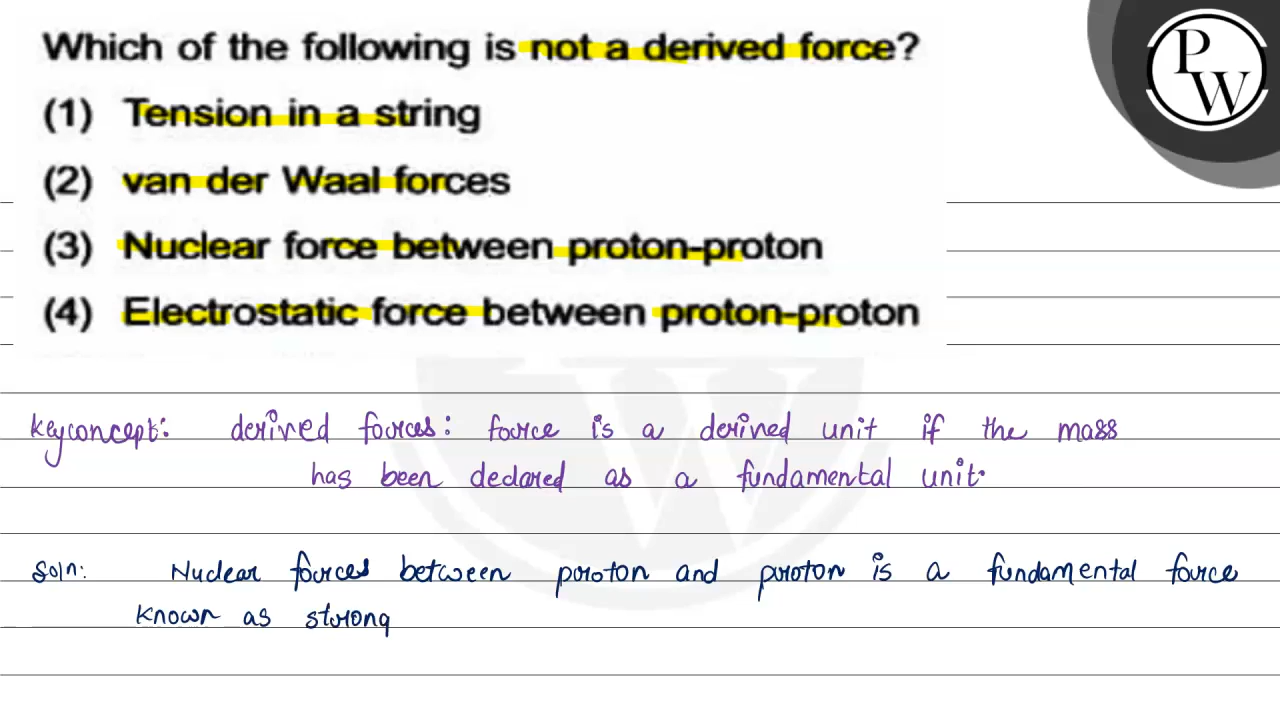 Which of the following is not a derived force?
(1) Tension in a string
(2) van der Waal forces
(3) Nuclear force between proton-proton
(4) Electrostatic force between proton-proton
P
W
Keyconcept: derived forces: force is a derived unit if the mass
has been declared as a fundamental unit.
Soln: Nuclear forces between proton and proton is a fundamental force
known as strong